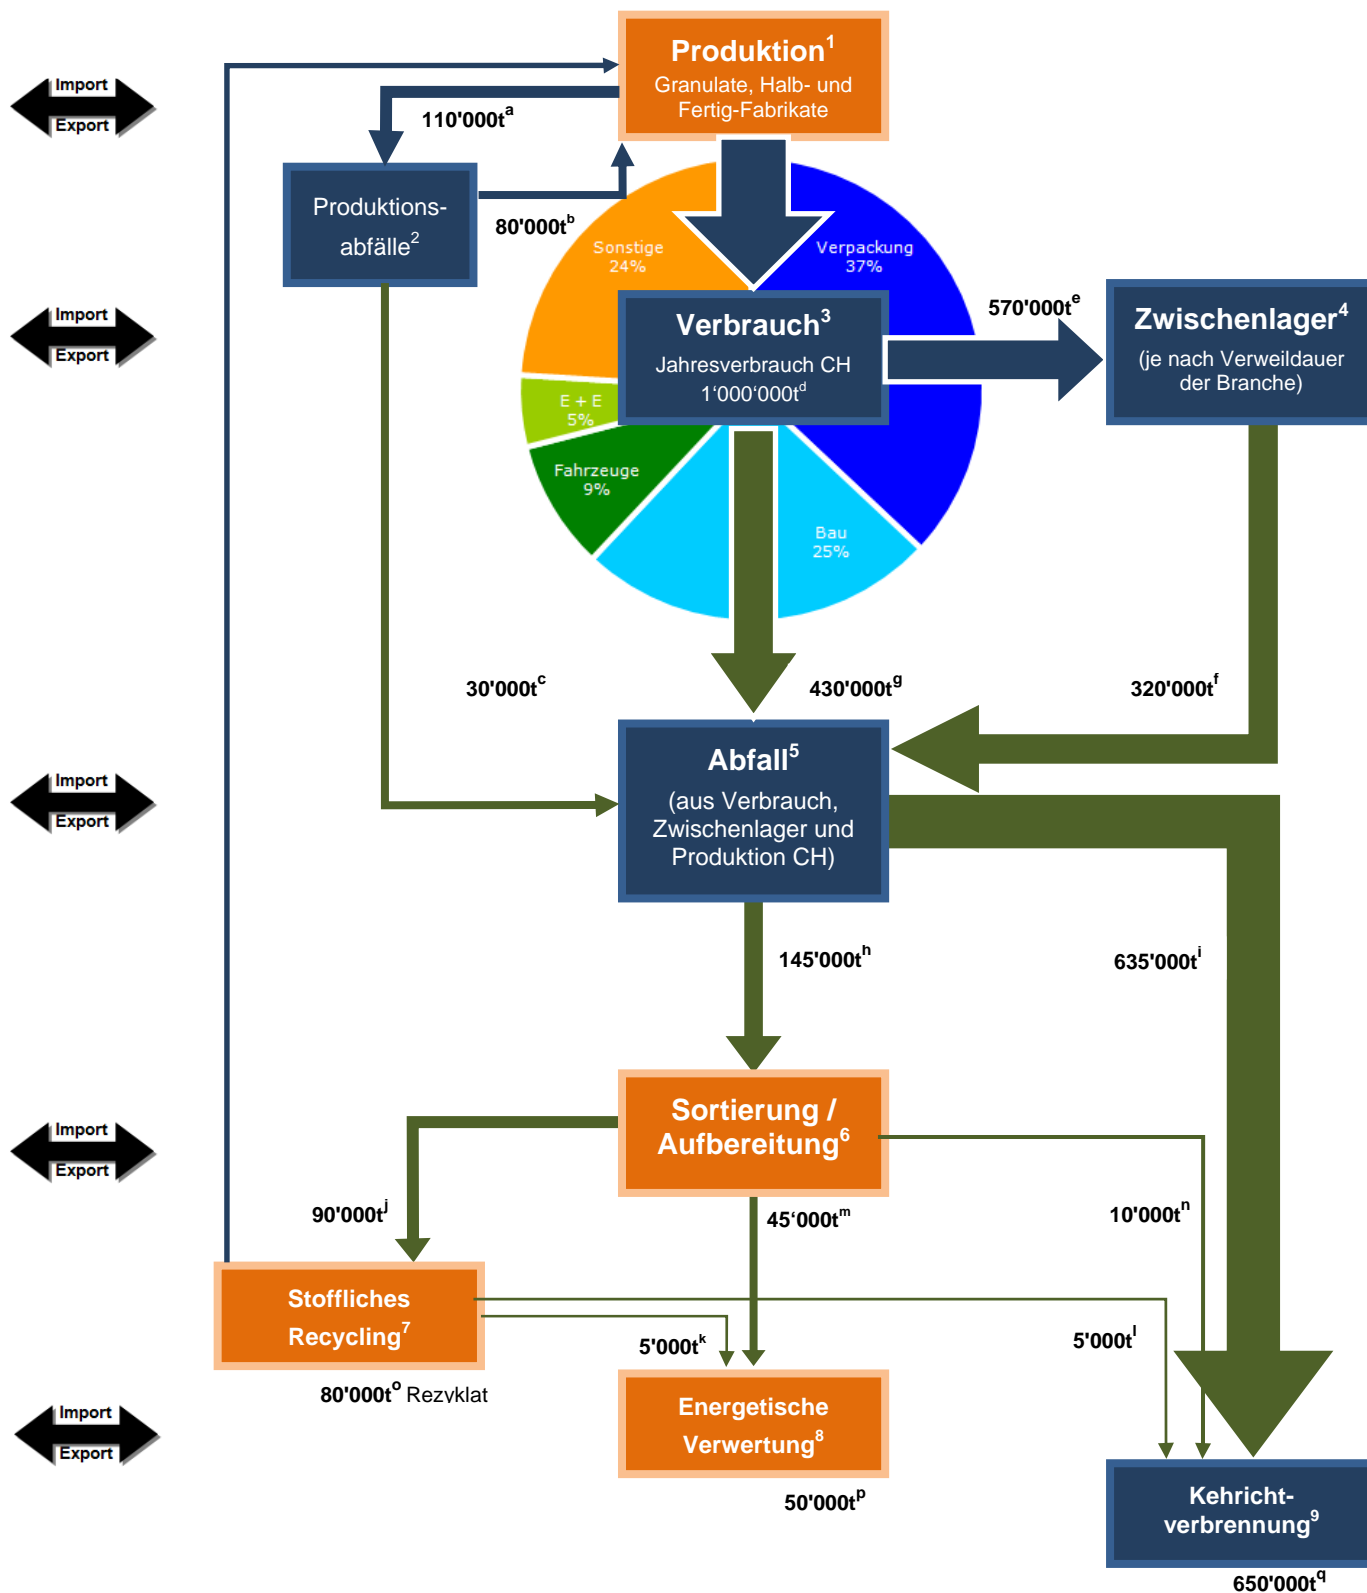 Produktion¹
Granulate, Halb- und
Fertig-Fabrikate
Import
Export
110'000tᵃ
Produktions-
abfälle²
80'000tᵇ
Sonstige
24%
Verpackung
37%
Import
Export
Verbrauch³
Jahresverbrauch CH
1‘000‘000tᵈ
570'000tᵉ
Zwischenlager⁴
(je nach Verweildauer
der Branche)
E + E
5%
Fahrzeuge
9%
Bau
25%
30'000tᶜ
430'000tᵍ
320'000tᶠ
Import
Export
Abfall⁵
(aus Verbrauch,
Zwischenlager und
Produktion CH)
145'000tʰ
635'000tⁱ
Import
Export
Sortierung /
Aufbereitung⁶
90'000tʲ
45‘000tᵐ
10'000tⁿ
Stoffliches
Recycling⁷
5'000tᵏ
5'000tˡ
80'000tᵒ Rezyklat
Import
Export
Energetische
Verwertung⁸
50'000tᵖ
Kehricht-
verbrennung⁹
650'000t^q